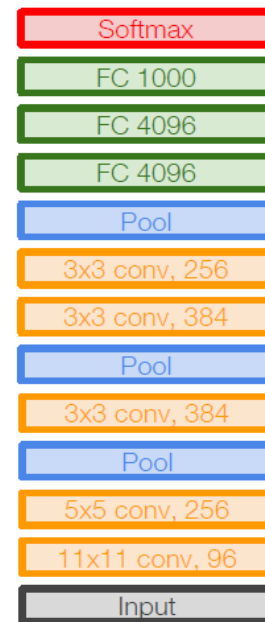 Softmax
FC 1000
FC 4096
FC 4096
Pool
3x3 conv, 256
3x3 conv, 384
Pool
3x3 conv, 384
Pool
5x5 conv, 256
11x11 conv, 96
Input